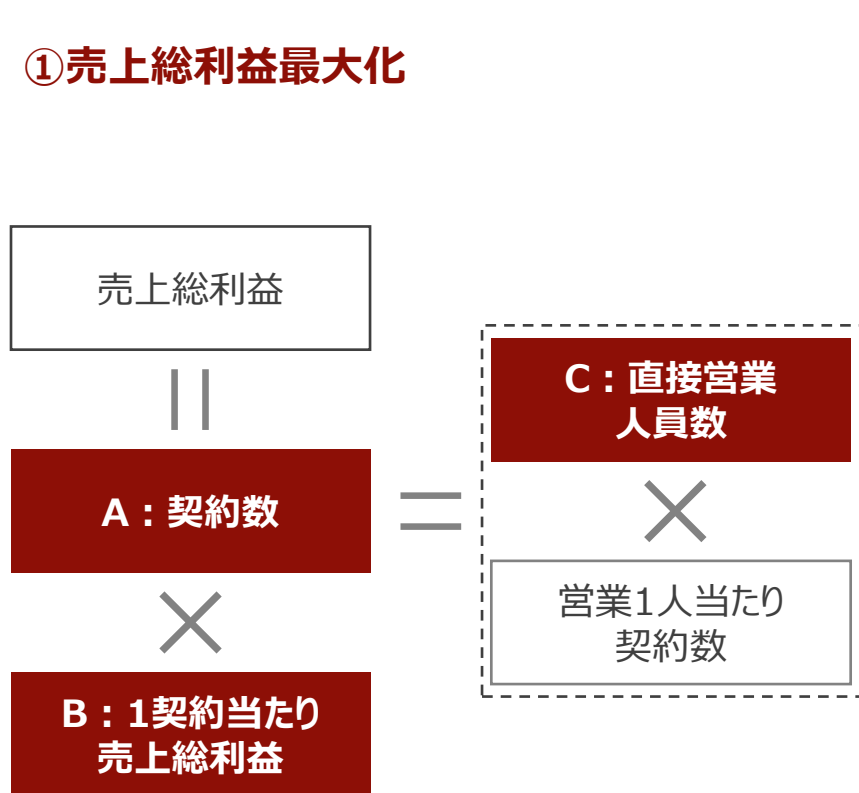 ①売上総利益最大化
売上総利益
A：契約数
B：1契約当たり
売上総利益
C：直接営業
人員数
営業1人当たり
契約数